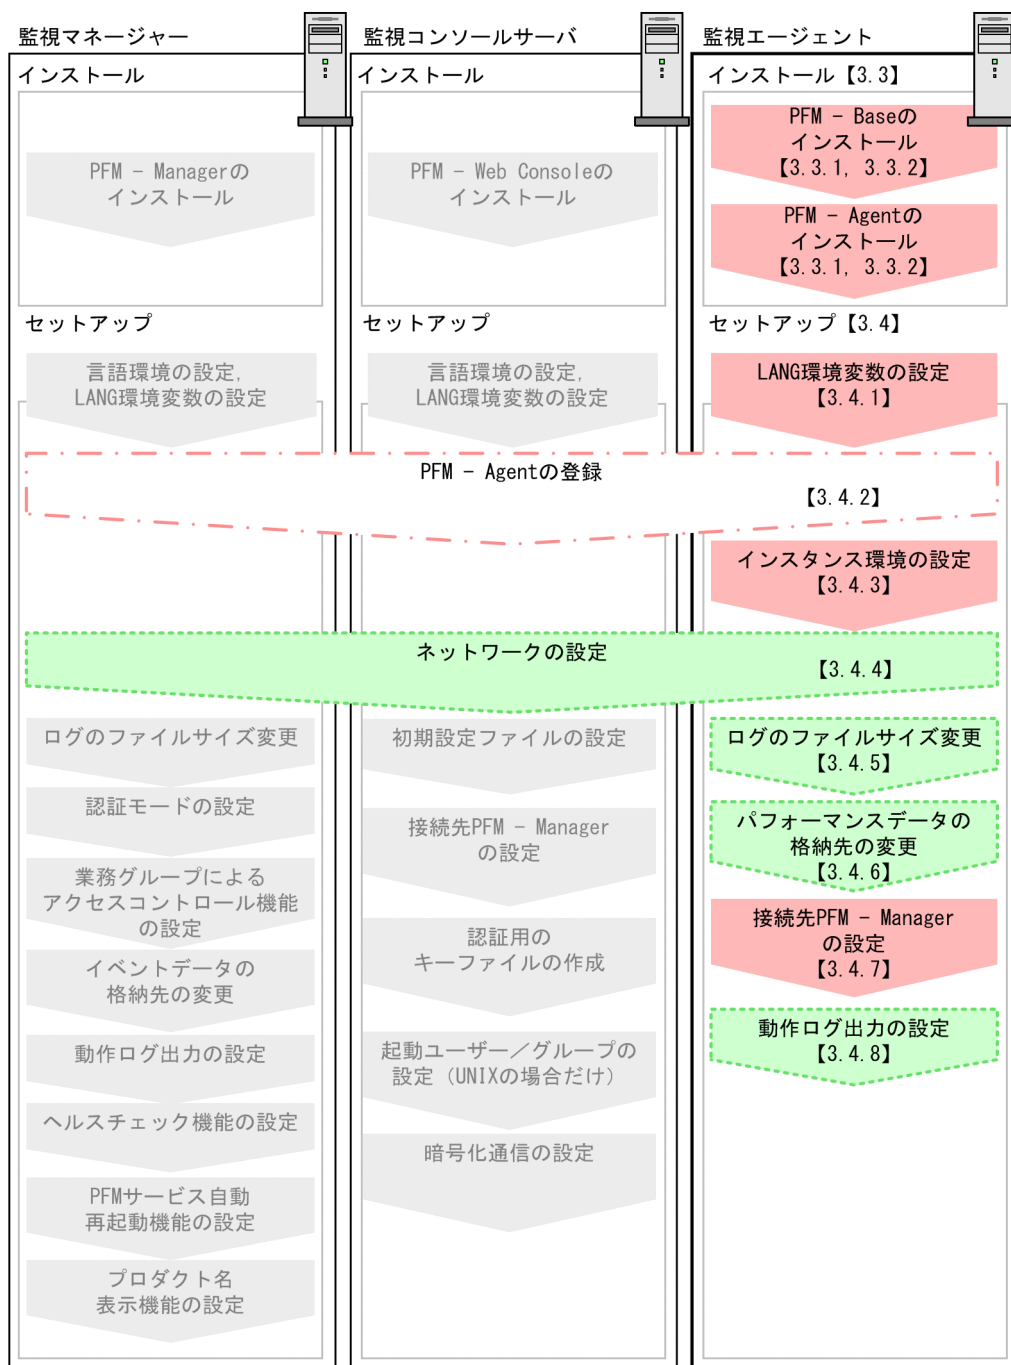 監視マネージャー
インストール
PFM - Managerの
インストール
セットアップ
言語環境の設定,
LANG環境変数の設定
監視コンソールサーバ
インストール
PFM - Web Consoleの
インストール
セットアップ
言語環境の設定,
LANG環境変数の設定
監視エージェント
インストール【3.3】
PFM - Baseの
インストール
【3.3.1, 3.3.2】
PFM - Agentの
インストール
【3.3.1, 3.3.2】
セットアップ【3.4】
LANG環境変数の設定
【3.4.1】
PFM - Agentの登録
【3.4.2】
インスタンス環境の設定
【3.4.3】
ネットワークの設定
【3.4.4】
ログのファイルサイズ変更
認証モードの設定
業務グループによる
アクセスコントロール機能
の設定
イベントデータの
格納先の変更
動作ログ出力の設定
ヘルスチェック機能の設定
PFMサービス自動
再起動機能の設定
プロダクト名
表示機能の設定
初期設定ファイルの設定
接続先PFM - Manager
の設定
認証用の
キーファイルの作成
起動ユーザー／グループの
設定（UNIXの場合だけ）
暗号化通信の設定
ログのファイルサイズ変更
【3.4.5】
パフォーマンスデータの
格納先の変更
【3.4.6】
接続先PFM - Manager
の設定
【3.4.7】
動作ログ出力の設定
【3.4.8】